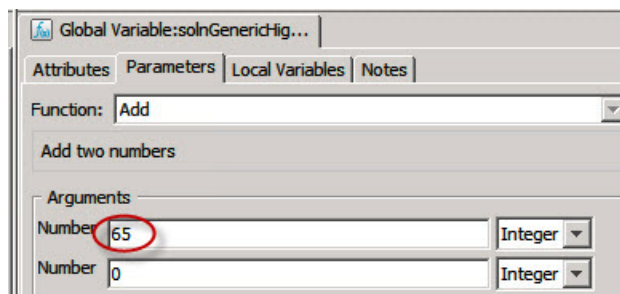 Global Variable:solnGenericHig...
Attributes Parameters Local Variables Notes
Function: Add
Add two numbers
Arguments
Number 65 Integer
Number 0 Integer